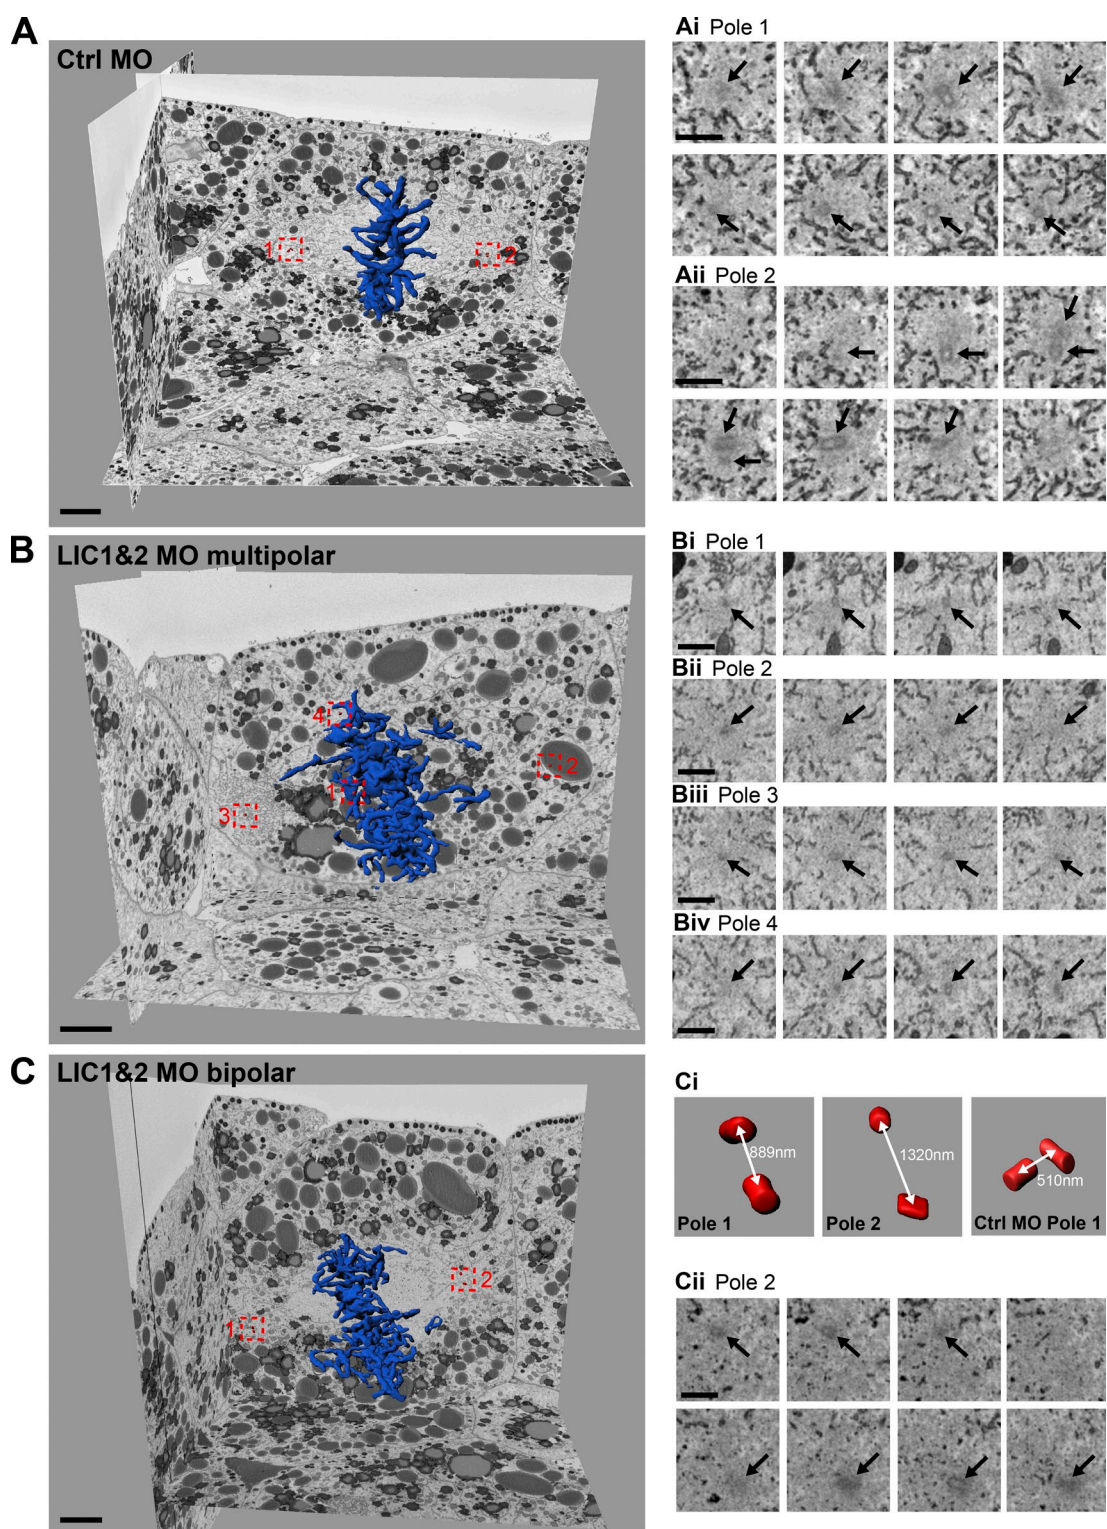 A
Ctrl MO
1
2
Ai Pole 1
Aii Pole 2
B
LIC1&2 MO multipolar
4
2
1
3
Bi Pole 1
Bii Pole 2
Biii Pole 3
Biv Pole 4
C
LIC1&2 MO bipolar
2
1
Ci
889nm
Pole 1
1320nm
Pole 2
510nm
Ctrl MO Pole 1
Cii Pole 2